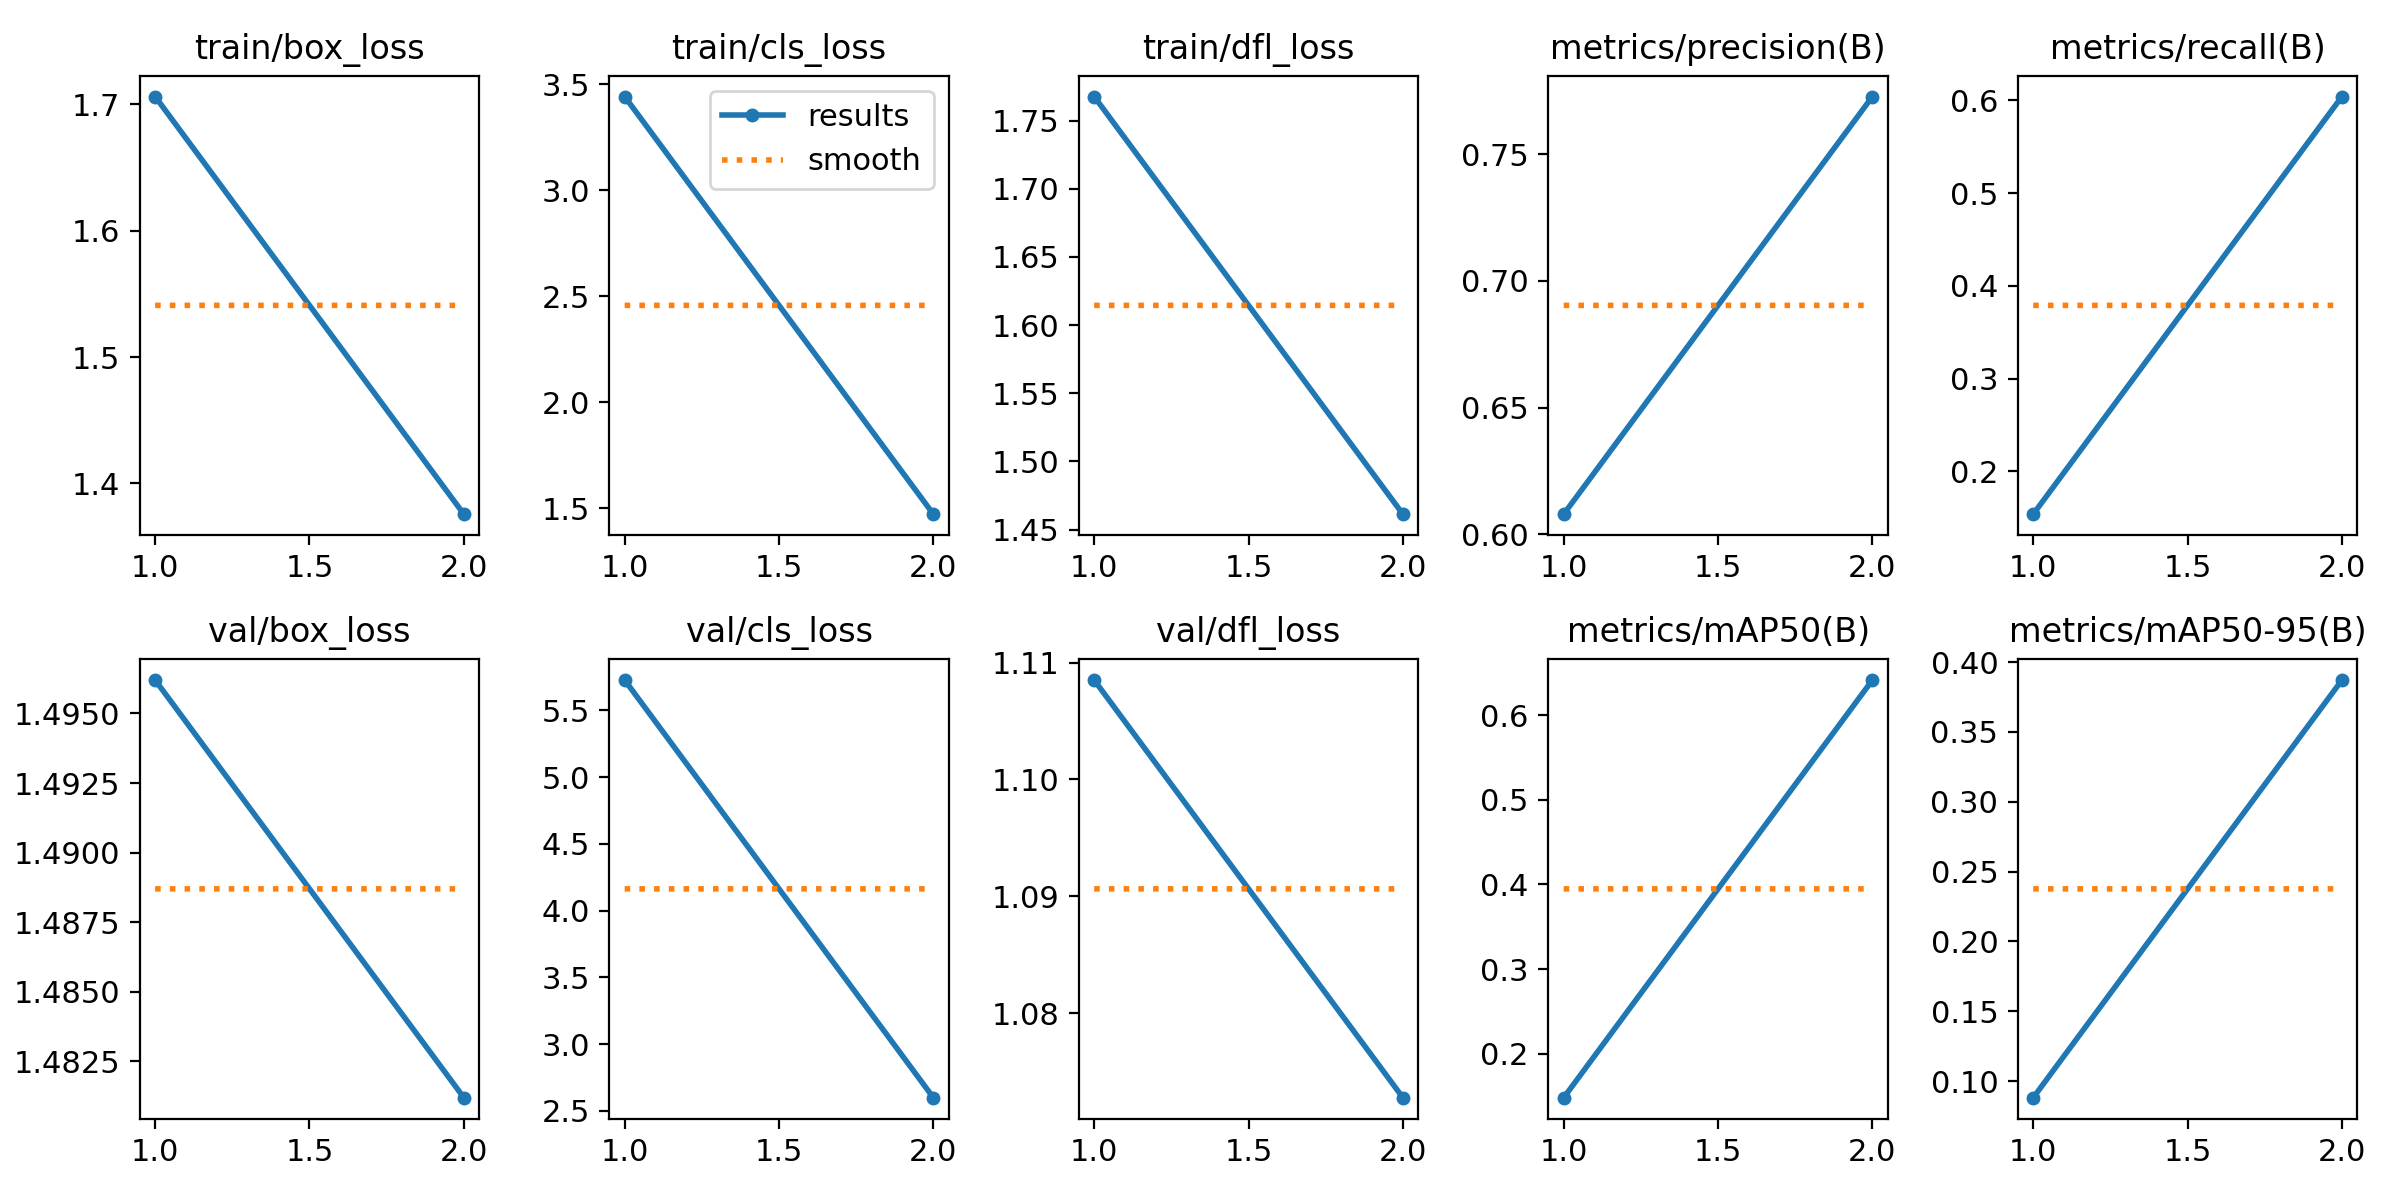 train/box_loss
1.7
1.6
1.5
1.4
1.0 1.5 2.0
train/cls_loss
results
smooth
3.5
3.0
2.5
2.0
1.5
1.0 1.5 2.0
train/dfl_loss
1.75
1.70
1.65
1.60
1.55
1.50
1.45
1.0 1.5 2.0
metrics/precision(B)
0.75
0.70
0.65
0.60
1.0 1.5 2.0
metrics/recall(B)
0.6
0.5
0.4
0.3
0.2
1.0 1.5 2.0
val/box_loss
1.4950
1.4925
1.4900
1.4875
1.4850
1.4825
1.0 1.5 2.0
val/cls_loss
5.5
5.0
4.5
4.0
3.5
3.0
2.5
1.0 1.5 2.0
val/dfl_loss
1.11
1.10
1.09
1.08
1.0 1.5 2.0
metrics/mAP50(B)
0.6
0.5
0.4
0.3
0.2
1.0 1.5 2.0
metrics/mAP50-95(B)
0.40
0.35
0.30
0.25
0.20
0.15
0.10
1.0 1.5 2.0